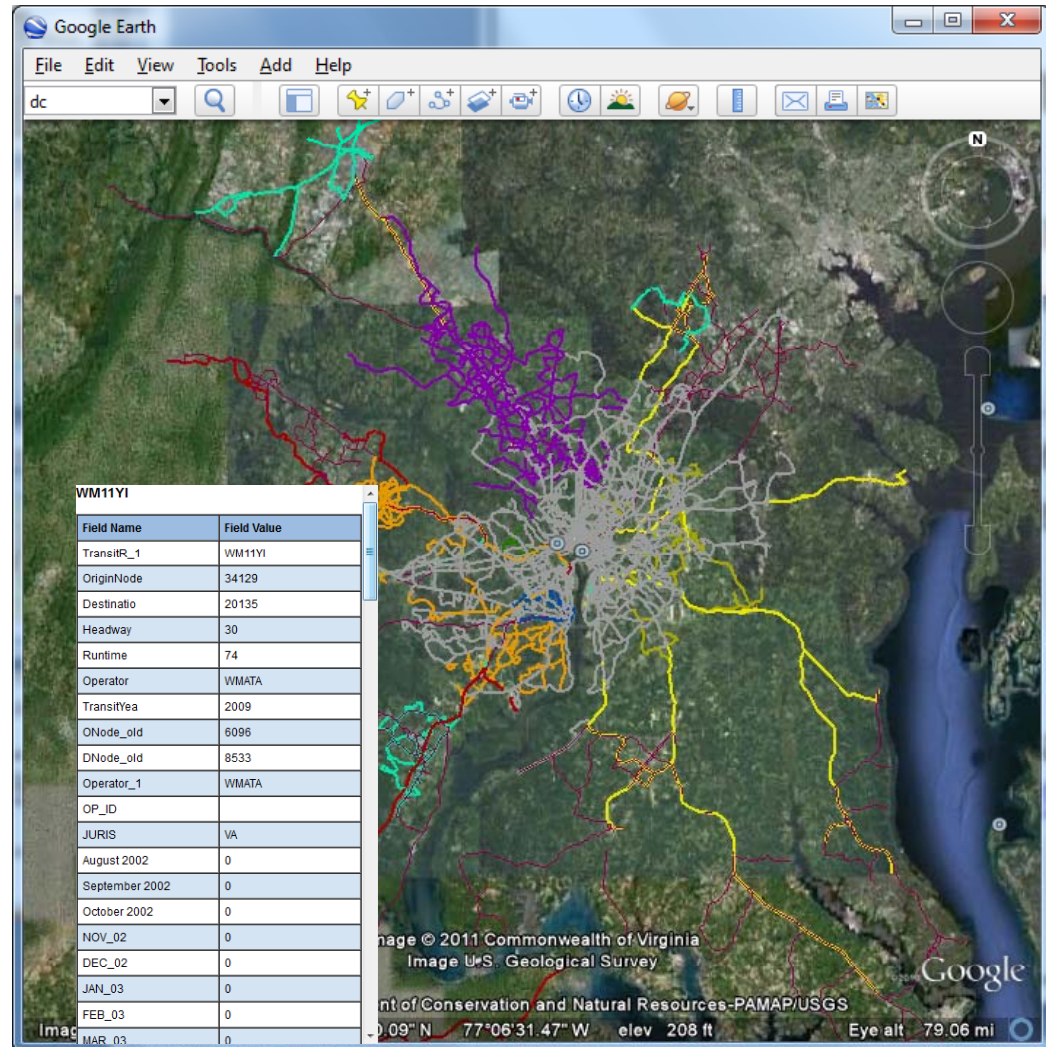 Google Earth
File Edit View Tools Add Help
dc
N
WM11YI
Field Name Field Value
TransitR_1 WM11YI
OriginNode 34129
Destinatio 20135
Headway 30
Runtime 74
Operator WMATA
TransitYea 2009
ONode_old 6096
DNode_old 8533
Operator_1 WMATA
OP_ID
JURIS VA
August 2002 0
September 2002 0
October 2002 0
NOV_02 0
DEC_02 0
JAN_03 0
FEB_03 0
MAR_03 0
mage © 2011 Commonwealth of Virginia
Image U.S. Geological Survey
Google
nt of Conservation and Natural Resources-PAMAP/USGS
Imag 0.09" N 77°06'31.47" W elev 208 ft Eye alt 79.06 mi